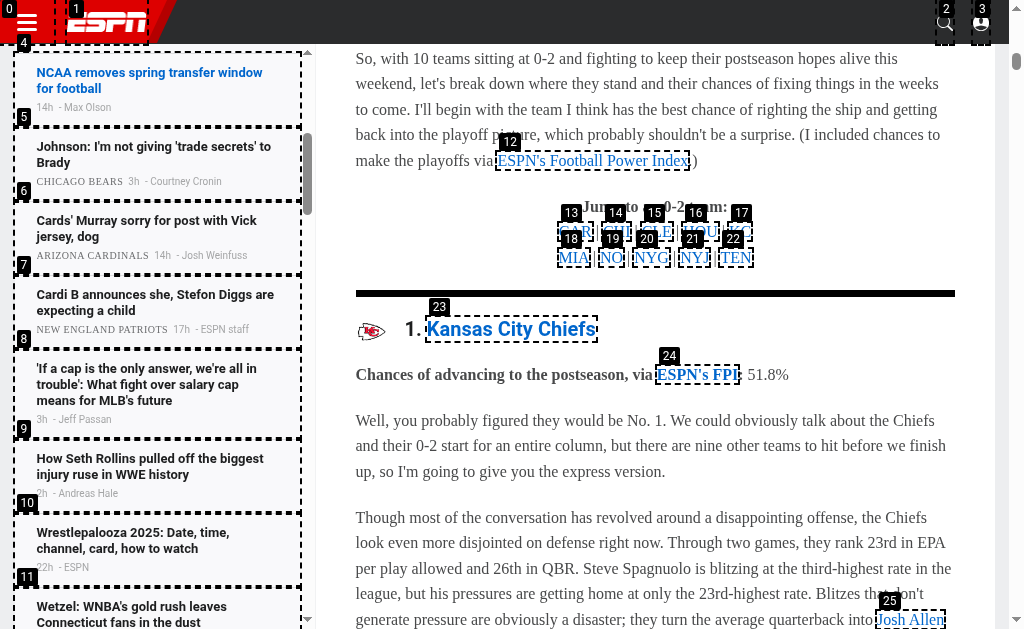 0
1
ESPN
2
3
4
NCAA removes spring transfer window
for football
14h - Max Olson
5
Johnson: I'm not giving 'trade secrets' to
Brady
CHICAGO BEARS 3h - Courtney Cronin
6
Cards' Murray sorry for post with Vick
jersey, dog
ARIZONA CARDINALS 14h - Josh Weinfuss
7
Cardi B announces she, Stefon Diggs are
expecting a child
NEW ENGLAND PATRIOTS 17h - ESPN staff
8
'If a cap is the only answer, we're all in
trouble': What fight over salary cap
means for MLB's future
3h - Jeff Passan
9
How Seth Rollins pulled off the biggest
injury ruse in WWE history
2h - Andreas Hale
10
Wrestlepalooza 2025: Date, time,
channel, card, how to watch
22h - ESPN
11
Wetzel: WNBA's gold rush leaves
Connecticut fans in the dust
So, with 10 teams sitting at 0-2 and fighting to keep their postseason hopes alive this
weekend, let's break down where they stand and their chances of fixing things in the weeks
to come. I'll begin with the team I think has the best chance of righting the ship and getting
back into the playoff picture, which probably shouldn't be a surprise. (I included chances to
12
make the playoffs via ESPN's Football Power Index.)
Jump to 0-2 team:
13 14 15 16 17
CAR | CHI | CLE | HOU | KC
18 19 20 21 22
MIA | NO | NYG | NYJ | TEN
23
1. Kansas City Chiefs
24
Chances of advancing to the postseason, via ESPN's FPI: 51.8%
Well, you probably figured they would be No. 1. We could obviously talk about the Chiefs
and their 0-2 start for an entire column, but there are nine other teams to hit before we finish
up, so I'm going to give you the express version.
Though most of the conversation has revolved around a disappointing offense, the Chiefs
look even more disjointed on defense right now. Through two games, they rank 23rd in EPA
per play allowed and 26th in QBR. Steve Spagnuolo is blitzing at the third-highest rate in the
league, but his pressures are getting home at only the 23rd-highest rate. Blitzes that don't
25
generate pressure are obviously a disaster; they turn the average quarterback into Josh Allen